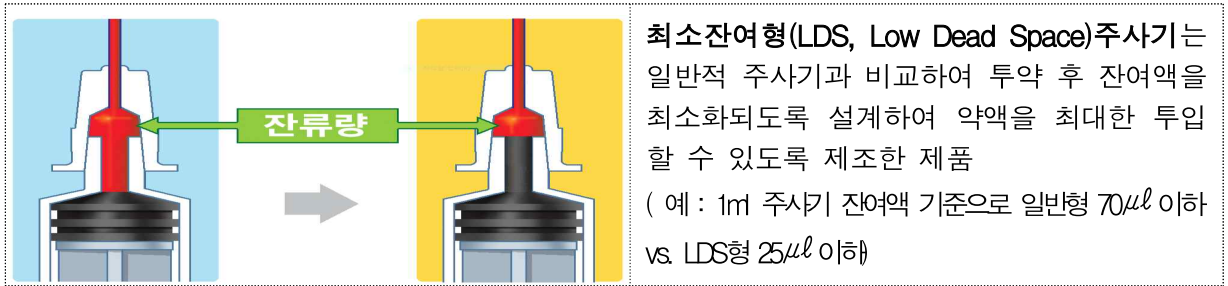 잔류량
최소잔여형(LDS, Low Dead Space)주사기는
일반적 주사기과 비교하여 투약 후 잔여액을
최소화되도록 설계하여 약액을 최대한 투입
할 수 있도록 제조한 제품
( 예 : 1ml 주사기 잔여액 기준으로 일반형 70㎕ 이하
vs. LDS형 25㎕ 이하)